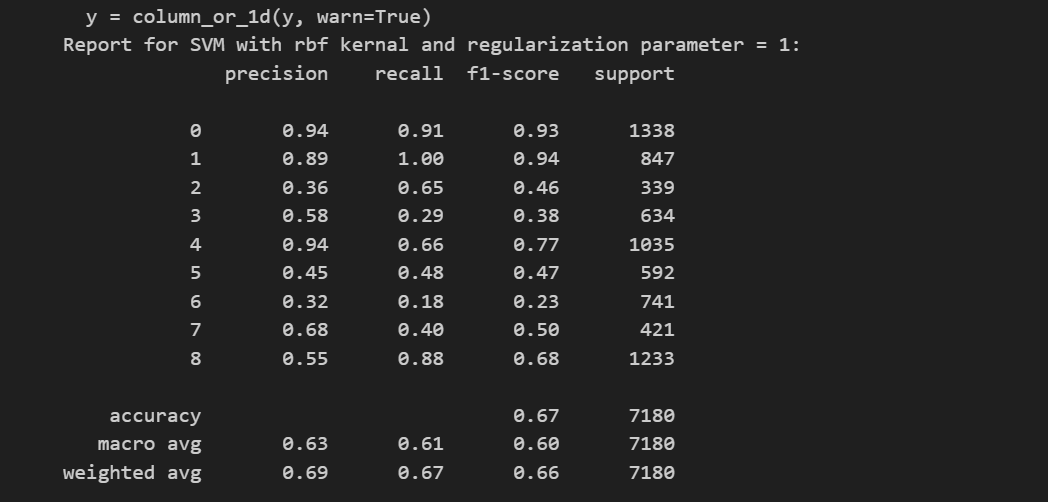 y = column_or_1d(y, warn=True)
Report for SVM with rbf kernal and regularization parameter = 1:
precision recall f1-score support
0 0.94 0.91 0.93 1338
1 0.89 1.00 0.94 847
2 0.36 0.65 0.46 339
3 0.58 0.29 0.38 634
4 0.94 0.66 0.77 1035
5 0.45 0.48 0.47 592
6 0.32 0.18 0.23 741
7 0.68 0.40 0.50 421
8 0.55 0.88 0.68 1233
accuracy 0.67 7180
macro avg 0.63 0.61 0.60 7180
weighted avg 0.69 0.67 0.66 7180